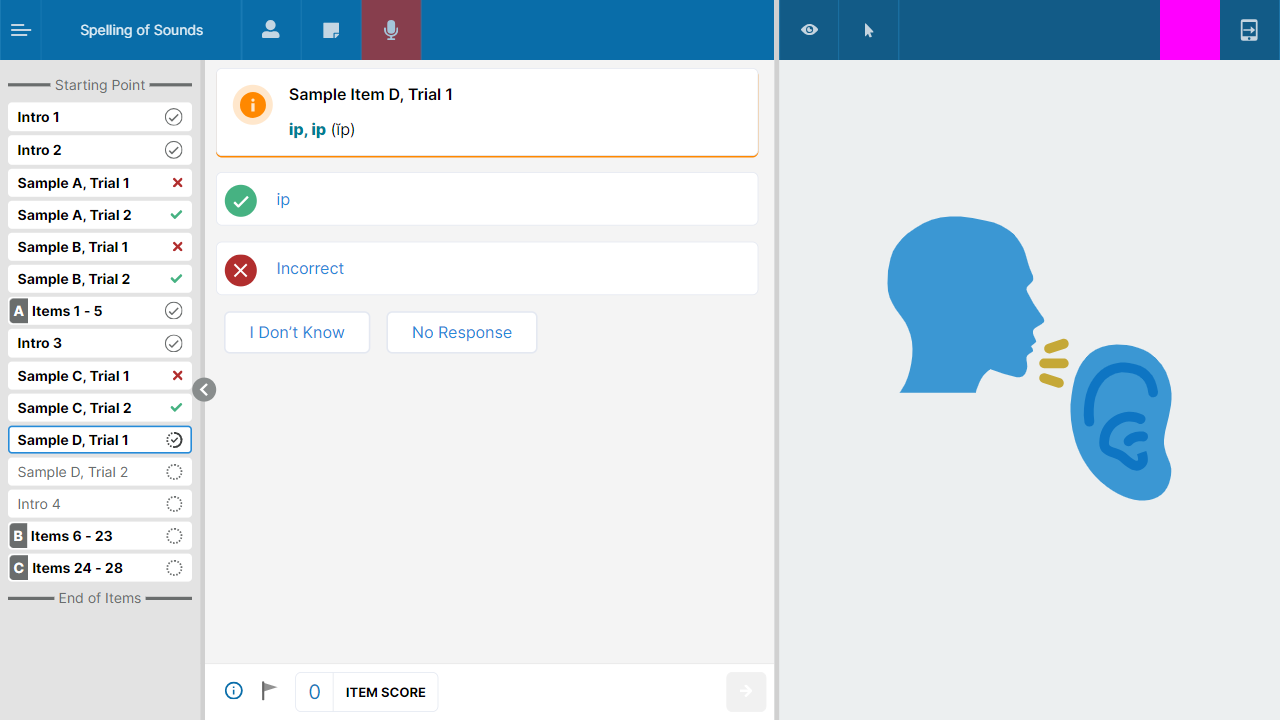 Spelling of Sounds
Starting Point
Intro 1
Intro 2
Sample A, Trial 1
Sample A, Trial 2
Sample B, Trial 1
Sample B, Trial 2
A Items 1 - 5
Intro 3
Sample C, Trial 1
Sample C, Trial 2
Sample D, Trial 1
Sample D, Trial 2
Intro 4
B Items 6 - 23
C Items 24 - 28
End of Items
Sample Item D, Trial 1
ip, ip (ĭp)
ip
Incorrect
I Don’t Know
No Response
0 ITEM SCORE